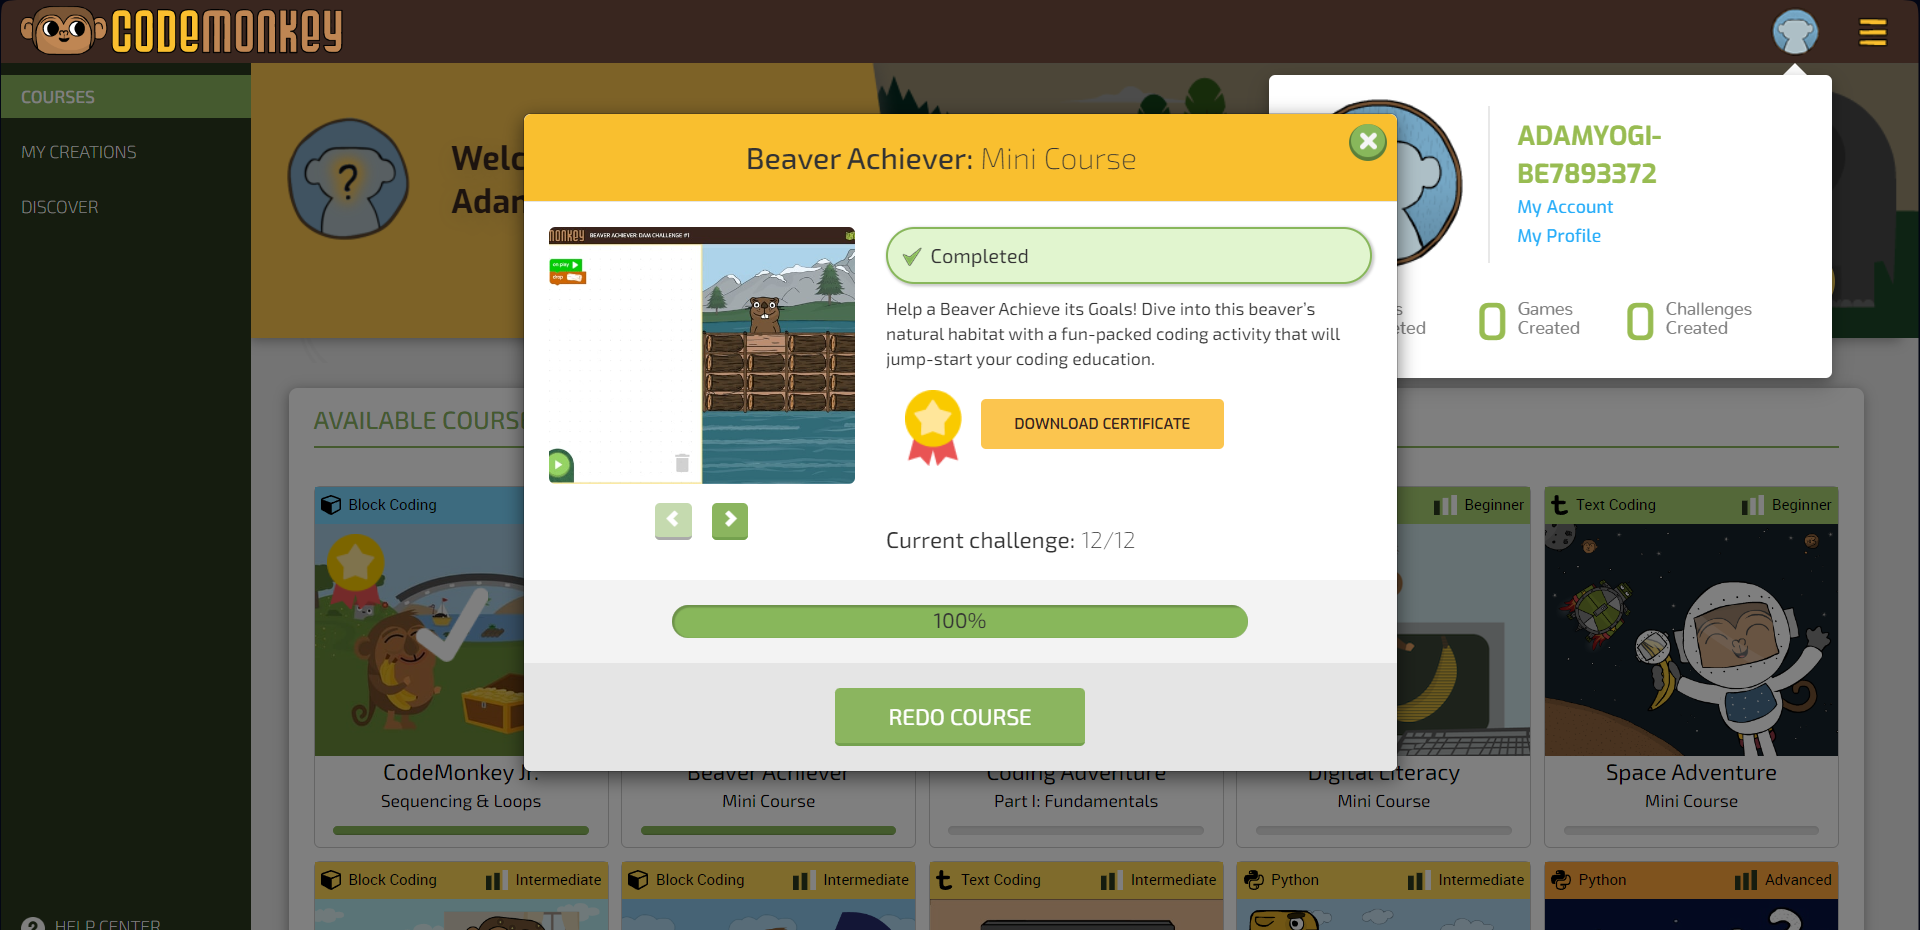 CODEMONKEY
COURSES
MY CREATIONS
DISCOVER
HELP CENTER
Welc
Adam
ADAMYOGI-
BE7893372
My Account
My Profile
0 Games
Created
0 Challenges
Created
Beaver Achiever: Mini Course
monkey BEAVER ACHIEVER: DAM CHALLENGE #1
on play
drop
Completed
Help a Beaver Achieve its Goals! Dive into this beaver's
natural habitat with a fun-packed coding activity that will
jump-start your coding education.
DOWNLOAD CERTIFICATE
Current challenge: 12/12
100%
REDO COURSE
AVAILABLE COURS
Block Coding
Beginner
Text Coding Beginner
CodeMonkey Jr.
Sequencing & Loops
Beaver Achiever
Mini Course
Coding Adventure
Part I: Fundamentals
Digital Literacy
Mini Course
Space Adventure
Mini Course
Block Coding Intermediate
Block Coding Intermediate
Text Coding Intermediate
Python Intermediate
Python Advanced